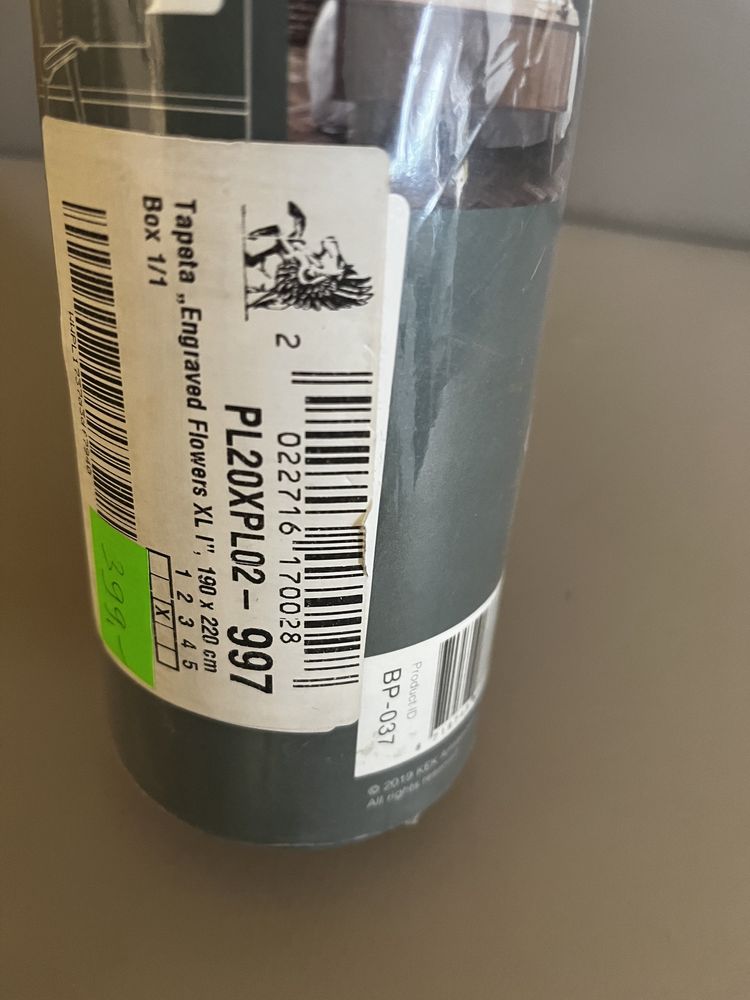 Tapeta „Engraved Flowers XL I", 190 x 220 cm
Box 1/1
1 2 3 4 5
X
PL20XPL02 – 997
2 022716 170028
399,-
Product ID
BP-037
© 2019 KEK
All rights